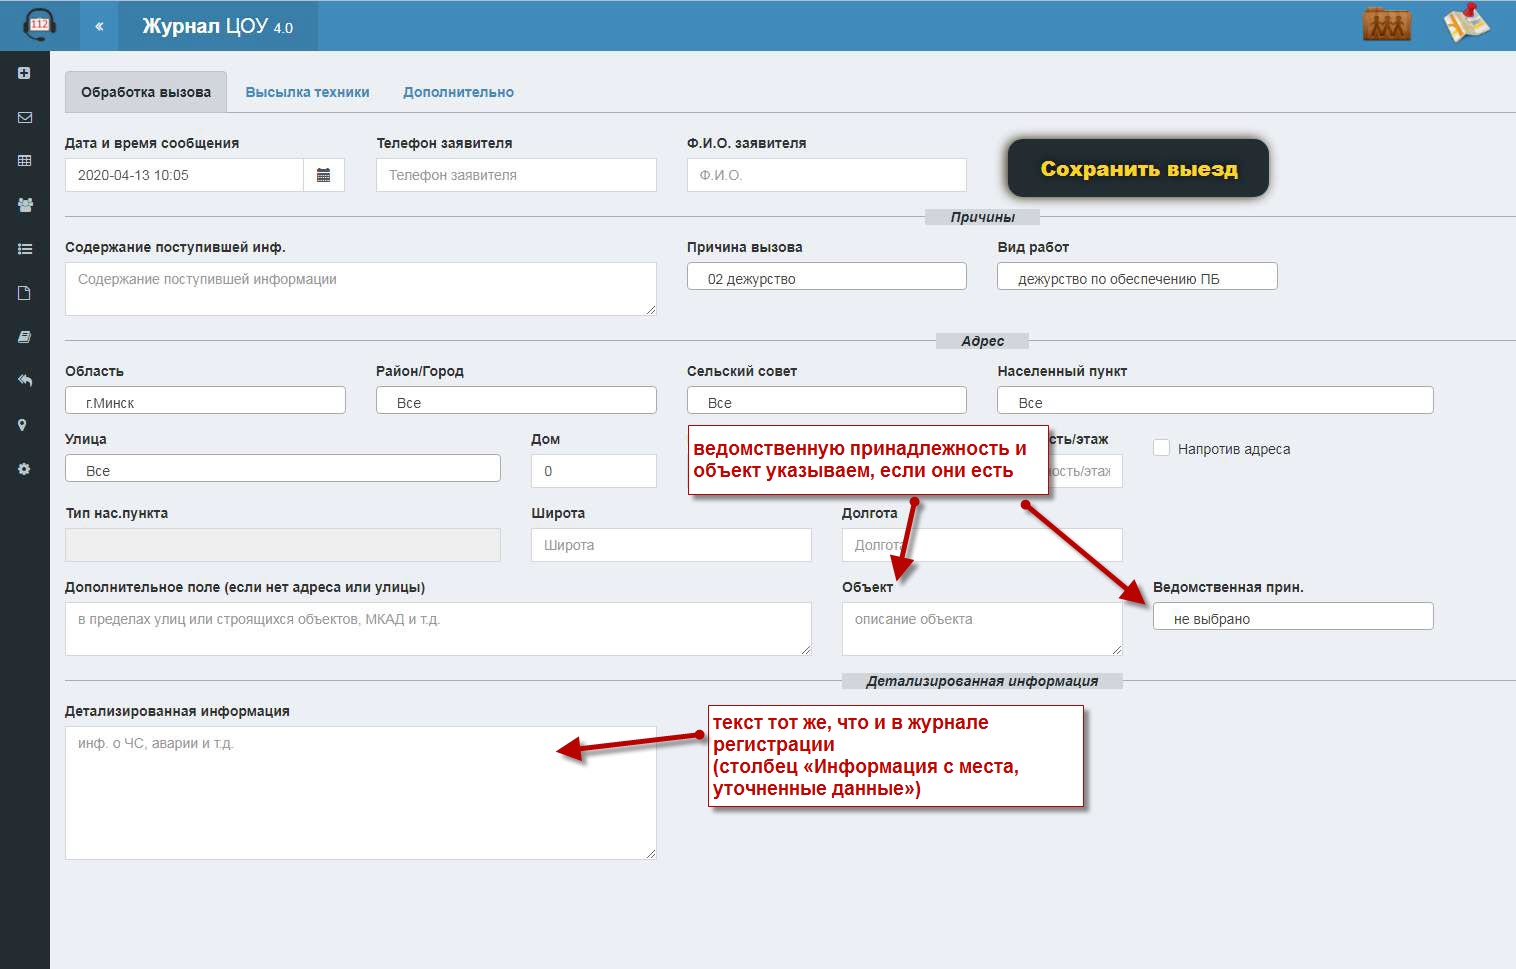 112
«
Журнал ЦОУ 4.0
Обработка вызова
Высылка техники
Дополнительно
Дата и время сообщения
Телефон заявителя
Ф.И.О. заявителя
2020-04-13 10:05
Телефон заявителя
Ф.И.О.
Сохранить выезд
Причины
Содержание поступившей инф.
Причина вызова
Вид работ
Содержание поступившей информации
02 дежурство
дежурство по обеспечению ПБ
Адрес
Область
Район/Город
Сельский совет
Населенный пункт
г.Минск
Все
Все
Все
Улица
Дом
сть/этаж
Все
0
ость/этаж
Напротив адреса
ведомственную принадлежность и
объект указываем, если они есть
Тип нас.пункта
Широта
Долгота
Широта
Долгота
Дополнительное поле (если нет адреса или улицы)
Объект
Ведомственная прин.
в пределах улиц или строящихся объектов, МКАД и т.д.
описание объекта
не выбрано
Детализированная информация
Детализированная информация
инф. о ЧС, аварии и т.д.
текст тот же, что и в журнале
регистрации
(столбец «Информация с места,
уточненные данные»)